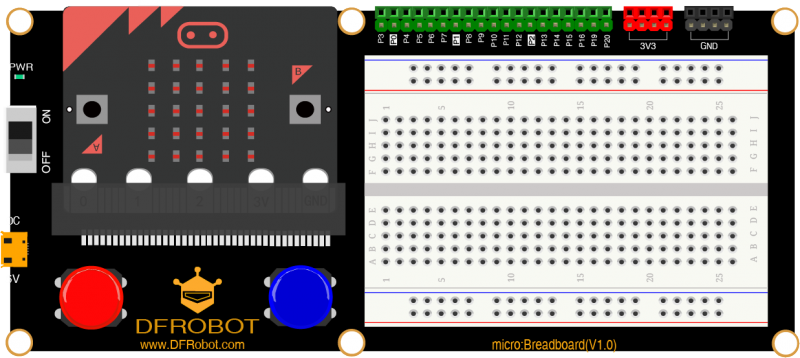 PWR
ON
OFF
DC
5V
B
A
0 1 2 3V GND
DFROBOT
www.DFRobot.com
P3 P0 P4 P5 P6 P7 P1 P8 P9 P10 P11 P12 P2 P13 P14 P15 P16 P19 P20
3V3
GND
1 5 10 15 20 25
J
I
H
G
F
J
I
H
G
F
E
D
C
B
A
E
D
C
B
A
1 5 10 15 20 25
micro:Breadboard(V1.0)